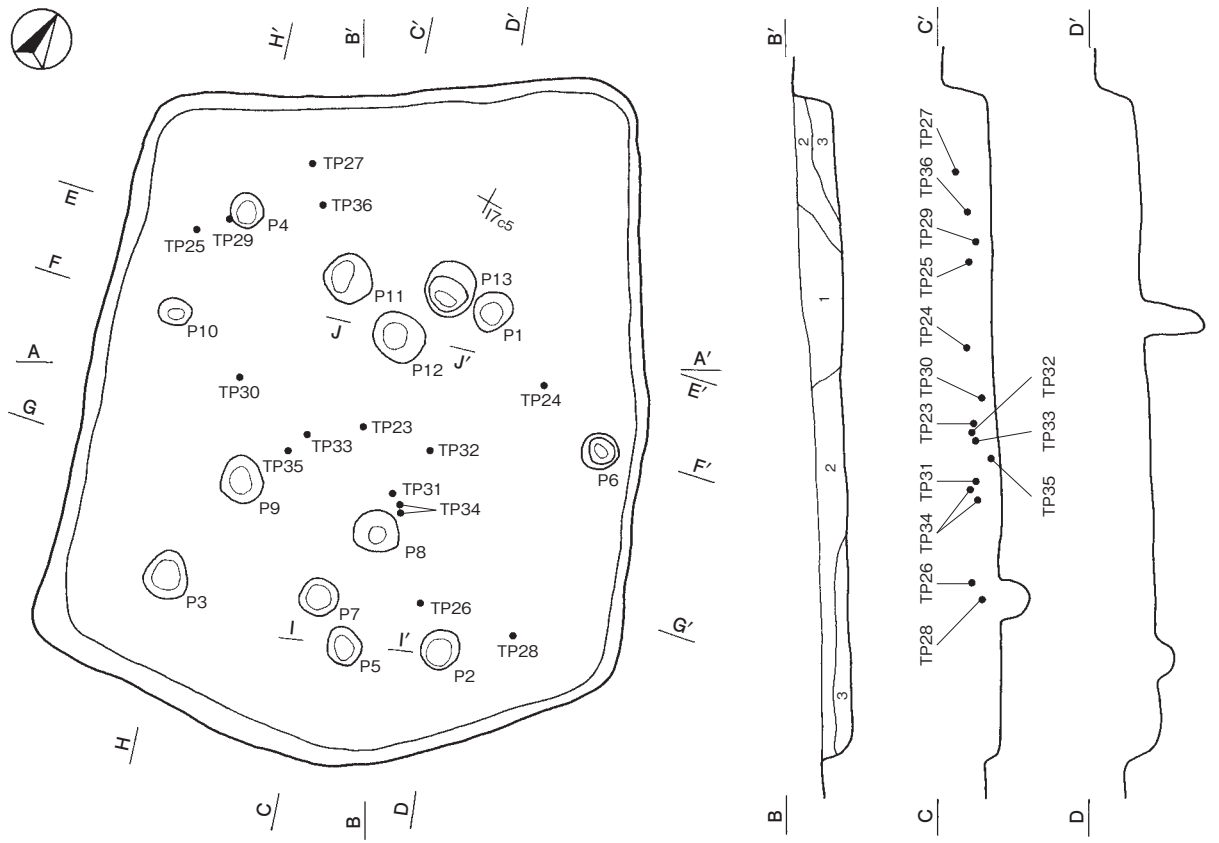 H′
B′
C′
D′
E
F
A
G
H
C
B
D
A′
E′
F′
G′
TP27
TP36
I7c5
P4
TP29
TP25
P13
P11
P1
P10
J
J′
P12
TP30
TP24
TP23
TP33
TP32
TP35
P6
P9
TP31
TP34
P8
P3
P7
TP26
I
I′
P5
P2
TP28
B′
2
3
1
2
3
B
C′
TP27
TP36
TP29
TP25
TP24
TP30
TP32
TP23
TP33
TP31
TP35
TP34
TP26
TP28
C
D′
D